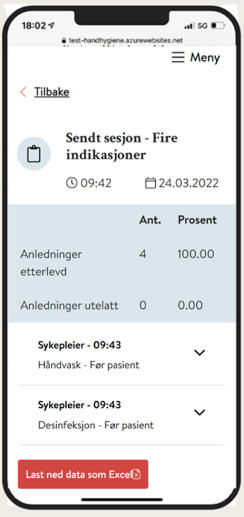 18:02
5G
test-handhygiene.azurewebsites.net
Meny
Tilbake
Sendt sesjon - Fire
indikasjoner
09:42 24.03.2022
Ant. Prosent
Anledninger
etterlevd 4 100.00
Anledninger utelatt 0 0.00
Sykepleier - 09:43
Håndvask - Før pasient
Sykepleier - 09:43
Desinfeksjon - Før pasient
Last ned data som Excel